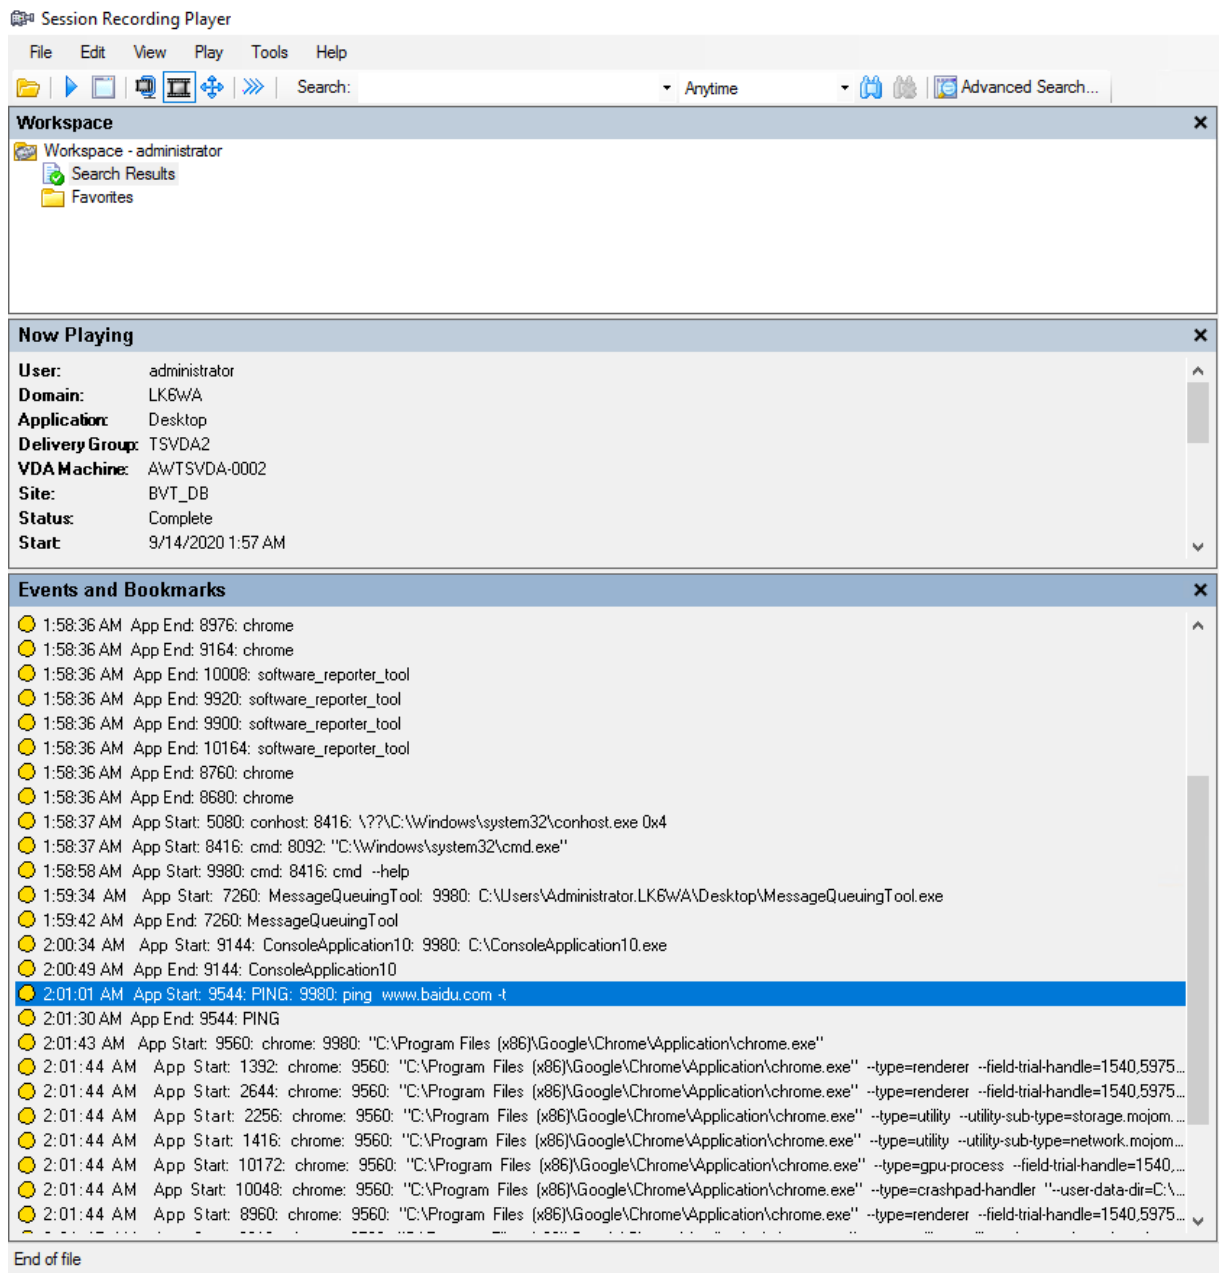 Session Recording Player
File Edit View Play Tools Help
Search: Anytime Advanced Search...
Workspace
Workspace - administrator
Search Results
Favorites
Now Playing
User: administrator
Domain: LK6WA
Application: Desktop
Delivery Group: TSVDA2
VDA Machine: AWTSVDA-0002
Site: BVT_DB
Status: Complete
Start: 9/14/2020 1:57 AM
Events and Bookmarks
1:58:36 AM App End: 8976: chrome
1:58:36 AM App End: 9164: chrome
1:58:36 AM App End: 10008: software_reporter_tool
1:58:36 AM App End: 9920: software_reporter_tool
1:58:36 AM App End: 9900: software_reporter_tool
1:58:36 AM App End: 10164: software_reporter_tool
1:58:36 AM App End: 8760: chrome
1:58:36 AM App End: 8680: chrome
1:58:37 AM App Start: 5080: conhost: 8416: \??\C:\Windows\system32\conhost.exe 0x4
1:58:37 AM App Start: 8416: cmd: 8092: "C:\Windows\system32\cmd.exe"
1:58:58 AM App Start: 9980: cmd: 8416: cmd --help
1:59:34 AM App Start: 7260: MessageQueuingTool: 9980: C:\Users\Administrator.LK6WA\Desktop\MessageQueuingTool.exe
1:59:42 AM App End: 7260: MessageQueuingTool
2:00:34 AM App Start: 9144: ConsoleApplication10: 9980: C:\ConsoleApplication10.exe
2:00:49 AM App End: 9144: ConsoleApplication10
2:01:01 AM App Start: 9544: PING: 9980: ping www.baidu.com -t
2:01:30 AM App End: 9544: PING
2:01:43 AM App Start: 9560: chrome: 9980: "C:\Program Files (x86)\Google\Chrome\Application\chrome.exe"
2:01:44 AM App Start: 1392: chrome: 9560: "C:\Program Files (x86)\Google\Chrome\Application\chrome.exe" --type=renderer --field-trial-handle=1540,5975...
2:01:44 AM App Start: 2644: chrome: 9560: "C:\Program Files (x86)\Google\Chrome\Application\chrome.exe" --type=renderer --field-trial-handle=1540,5975...
2:01:44 AM App Start: 2256: chrome: 9560: "C:\Program Files (x86)\Google\Chrome\Application\chrome.exe" --type=utility --utility-sub-type=storage.mojom....
2:01:44 AM App Start: 1416: chrome: 9560: "C:\Program Files (x86)\Google\Chrome\Application\chrome.exe" --type=utility --utility-sub-type=network.mojom...
2:01:44 AM App Start: 10172: chrome: 9560: "C:\Program Files (x86)\Google\Chrome\Application\chrome.exe" --type=gpu-process --field-trial-handle=1540,...
2:01:44 AM App Start: 10048: chrome: 9560: "C:\Program Files (x86)\Google\Chrome\Application\chrome.exe" --type=crashpad-handler "--user-data-dir=C:\...
2:01:44 AM App Start: 8960: chrome: 9560: "C:\Program Files (x86)\Google\Chrome\Application\chrome.exe" --type=renderer --field-trial-handle=1540,5975...
End of file